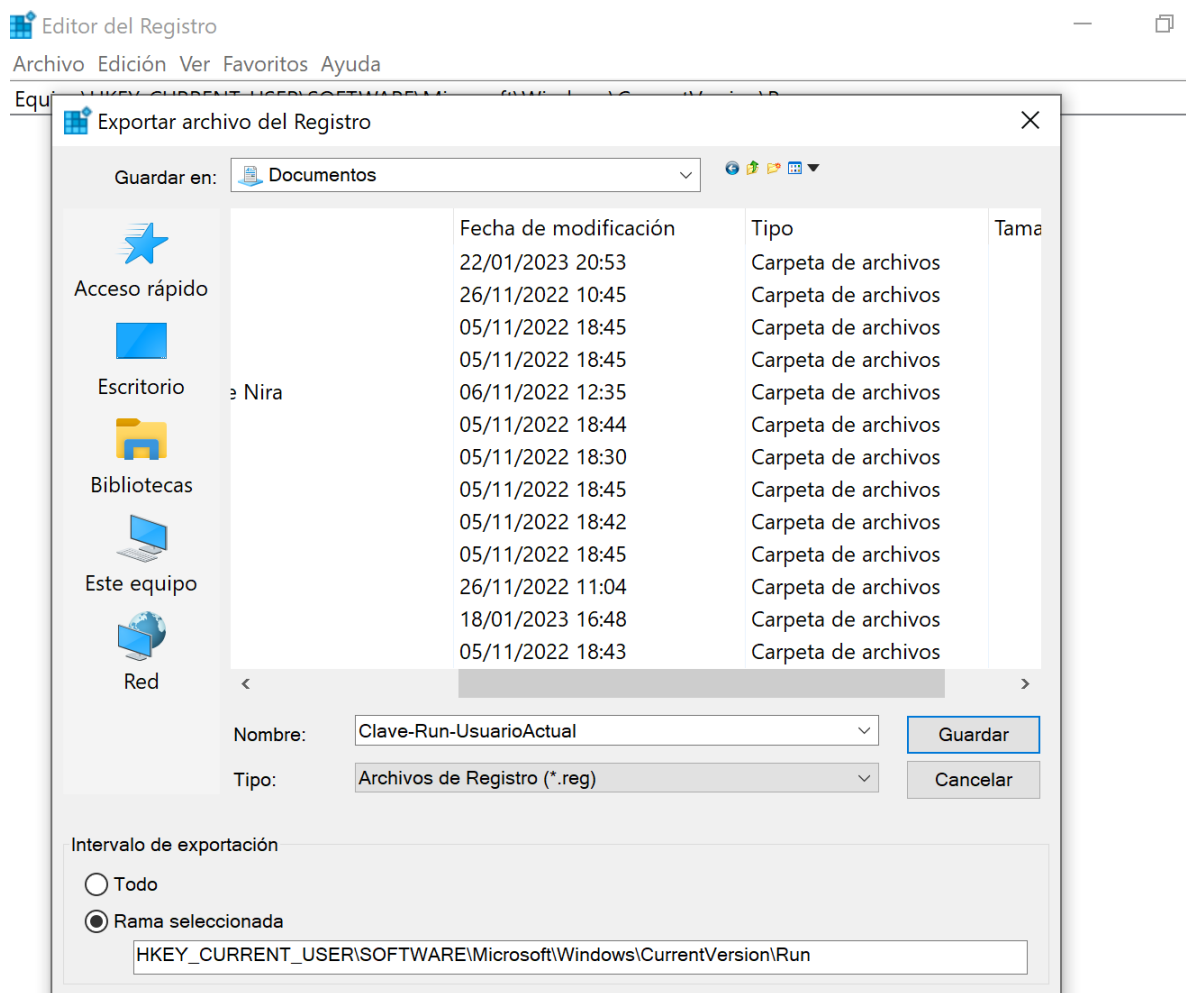 Editor del Registro
Archivo Edición Ver Favoritos Ayuda
Exportar archivo del Registro
Guardar en: Documentos
Fecha de modificación Tipo Tama
22/01/2023 20:53 Carpeta de archivos
Acceso rápido
26/11/2022 10:45 Carpeta de archivos
05/11/2022 18:45 Carpeta de archivos
05/11/2022 18:45 Carpeta de archivos
Escritorio
e Nira 06/11/2022 12:35 Carpeta de archivos
05/11/2022 18:44 Carpeta de archivos
05/11/2022 18:30 Carpeta de archivos
Bibliotecas
05/11/2022 18:45 Carpeta de archivos
05/11/2022 18:42 Carpeta de archivos
05/11/2022 18:45 Carpeta de archivos
Este equipo
26/11/2022 11:04 Carpeta de archivos
18/01/2023 16:48 Carpeta de archivos
05/11/2022 18:43 Carpeta de archivos
Red
Nombre: Clave-Run-UsuarioActual Guardar
Tipo: Archivos de Registro (*.reg) Cancelar
Intervalo de exportación
Todo
Rama seleccionada
HKEY_CURRENT_USER\SOFTWARE\Microsoft\Windows\CurrentVersion\Run